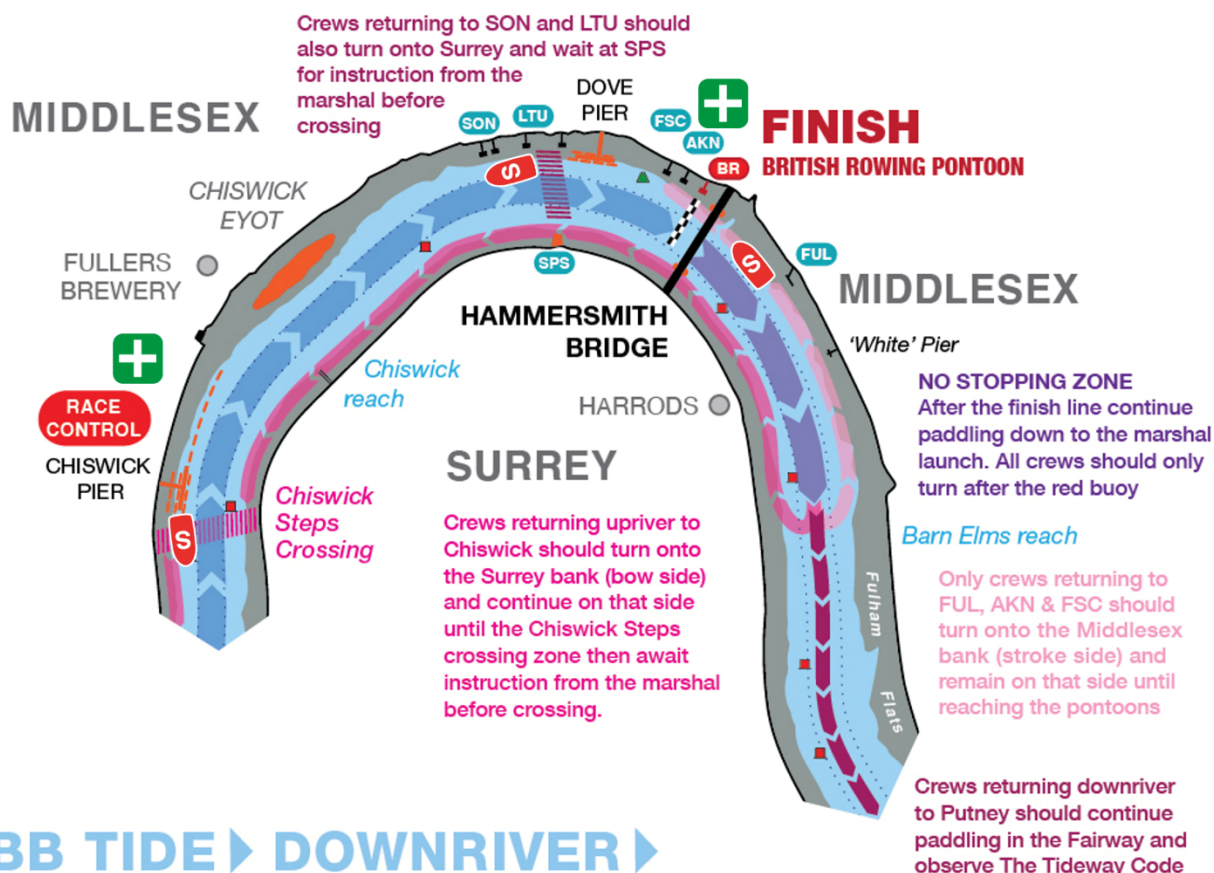 Crews returning to SON and LTU should
also turn onto Surrey and wait at SPS
for instruction from the
marshal before
crossing
MIDDLESEX
DOVE
PIER
SON
LTU
FSC
AKN
BR
FINISH
BRITISH ROWING PONTOON
CHISWICK
EYOT
S
FULLERS
BREWERY
SPS
S
FUL
MIDDLESEX
HAMMERSMITH
BRIDGE
'White' Pier
Chiswick
reach
HARRODS
NO STOPPING ZONE
After the finish line continue
paddling down to the marshal
launch. All crews should only
turn after the red buoy
RACE
CONTROL
CHISWICK
PIER
SURREY
S
Chiswick
Steps
Crossing
Crews returning upriver to
Chiswick should turn onto
the Surrey bank (bow side)
and continue on that side
until the Chiswick Steps
crossing zone then await
instruction from the marshal
before crossing.
Barn Elms reach
Fulham
Flats
Only crews returning to
FUL, AKN & FSC should
turn onto the Middlesex
bank (stroke side) and
remain on that side until
reaching the pontoons
Crews returning downriver
to Putney should continue
paddling in the Fairway and
observe The Tideway Code
BB TIDE DOWNRIVER